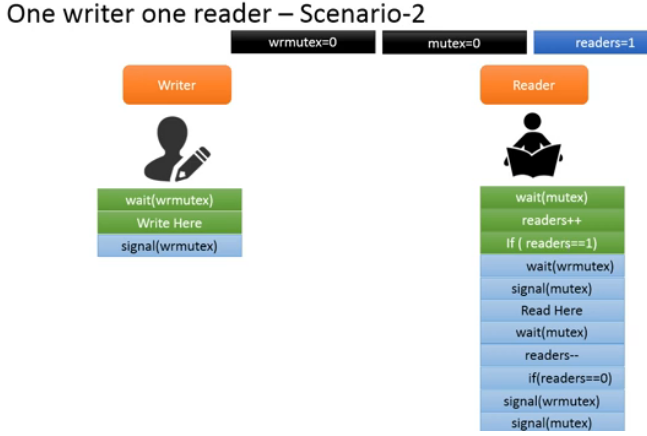 One writer one reader – Scenario-2
wrmutex=0 mutex=0 readers=1
Writer
Reader
wait(wrmutex)
Write Here
signal(wrmutex)
wait(mutex)
readers++
If ( readers==1)
wait(wrmutex)
signal(mutex)
Read Here
wait(mutex)
readers--
if(readers==0)
signal(wrmutex)
signal(mutex)